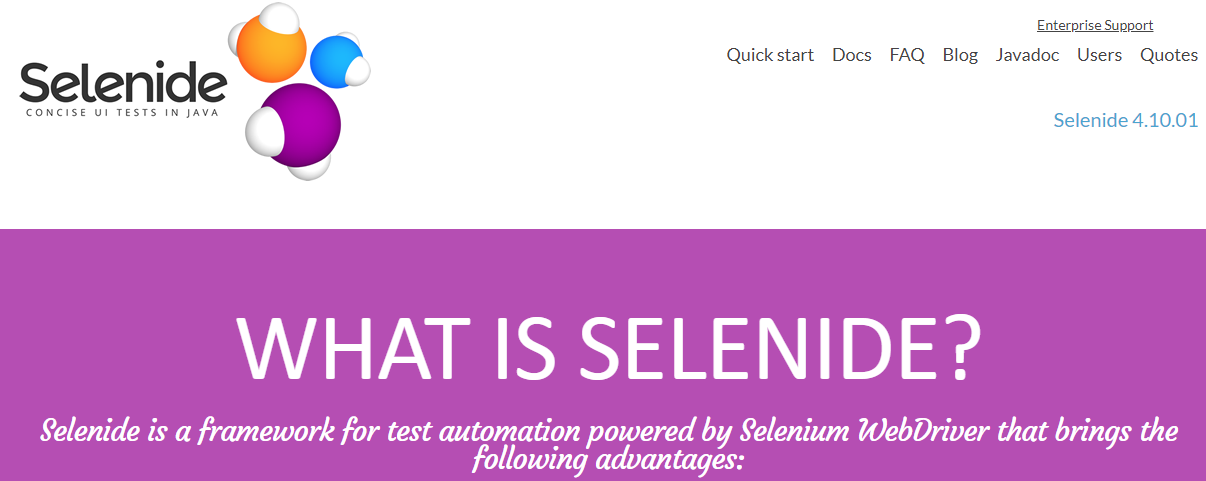 Enterprise Support
Selenide
CONCISE UI TESTS IN JAVA
Quick start Docs FAQ Blog Javadoc Users Quotes
Selenide 4.10.01
WHAT IS SELENIDE?
Selenide is a framework for test automation powered by Selenium WebDriver that brings the
following advantages: